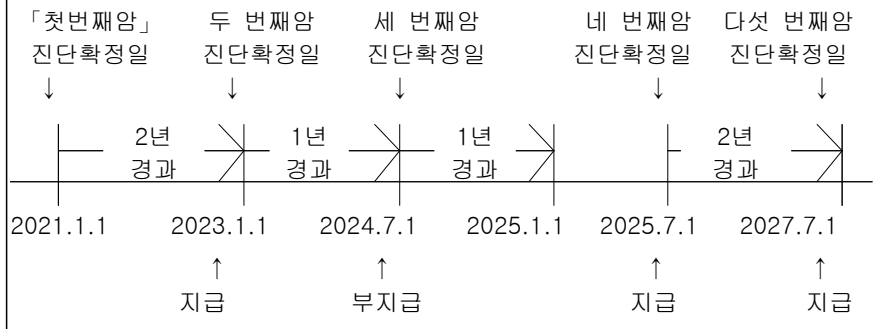 「첫번째암」 두 번째암 세 번째암 네 번째암 다섯 번째암
진단확정일 진단확정일 진단확정일 진단확정일 진단확정일
↓ ↓ ↓ ↓ ↓
2년 1년 1년 2년
경과 경과 경과 경과
2021.1.1 2023.1.1 2024.7.1 2025.1.1 2025.7.1 2027.7.1
↑ ↑ ↑ ↑
지급 부지급 지급 지급